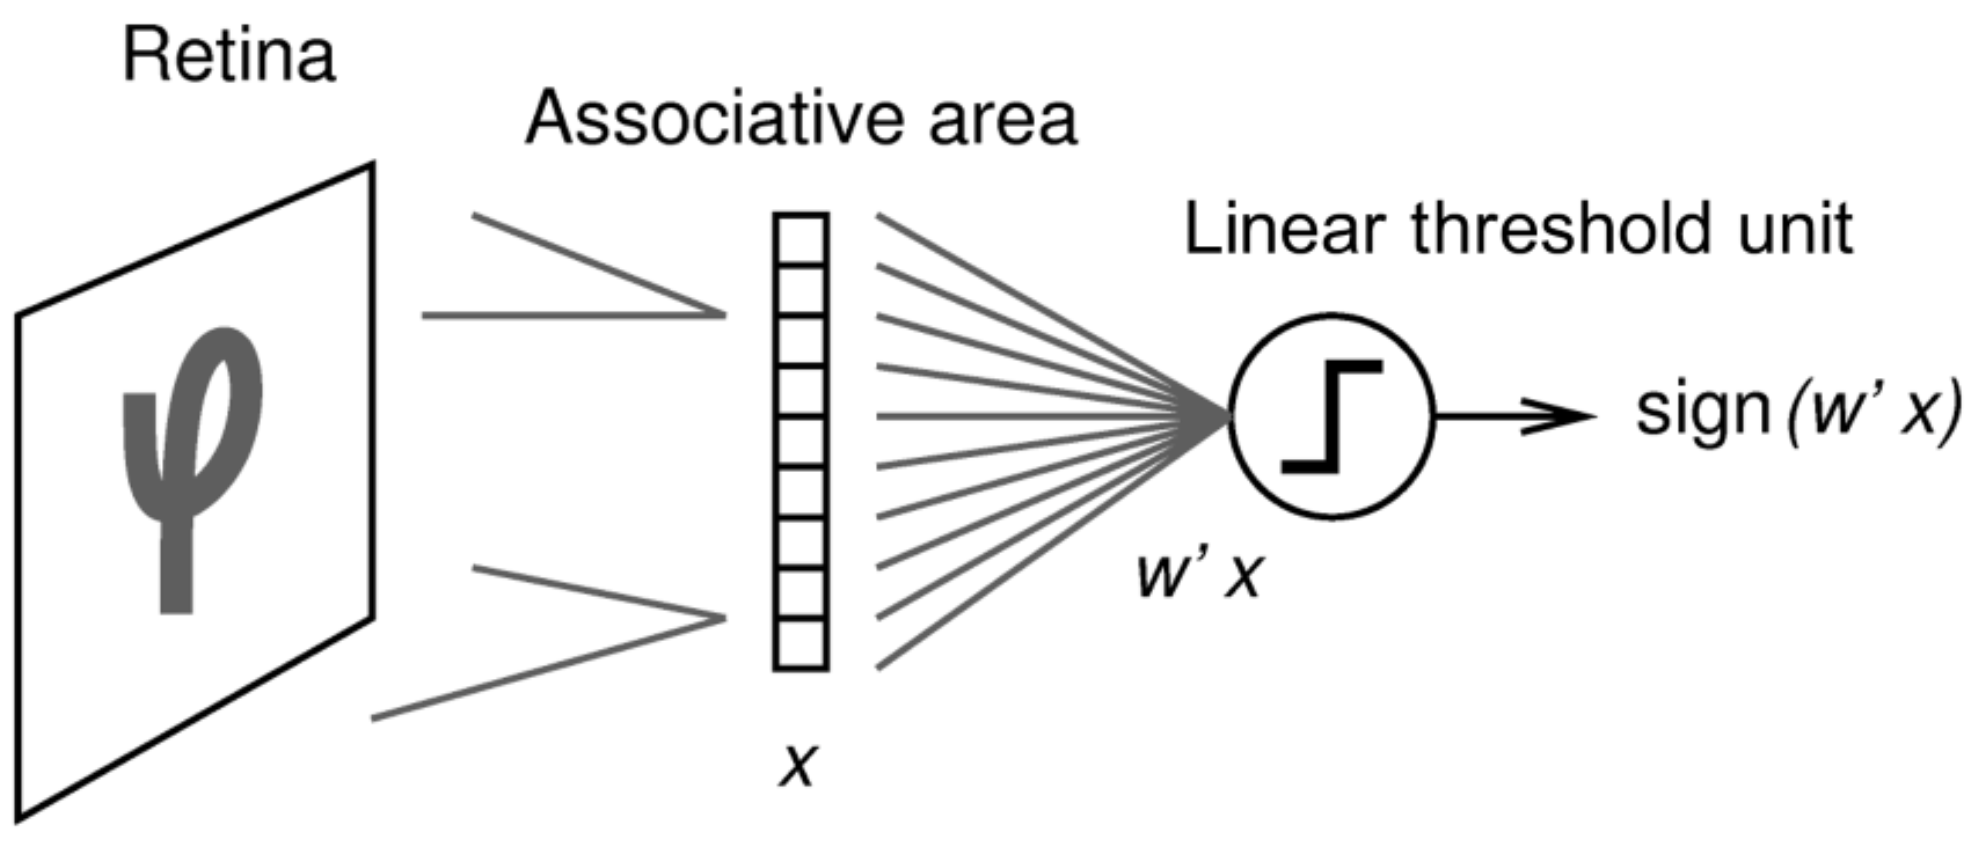 Retina
Associative area
Linear threshold unit
φ
sign (w’ x)
w’ x
x